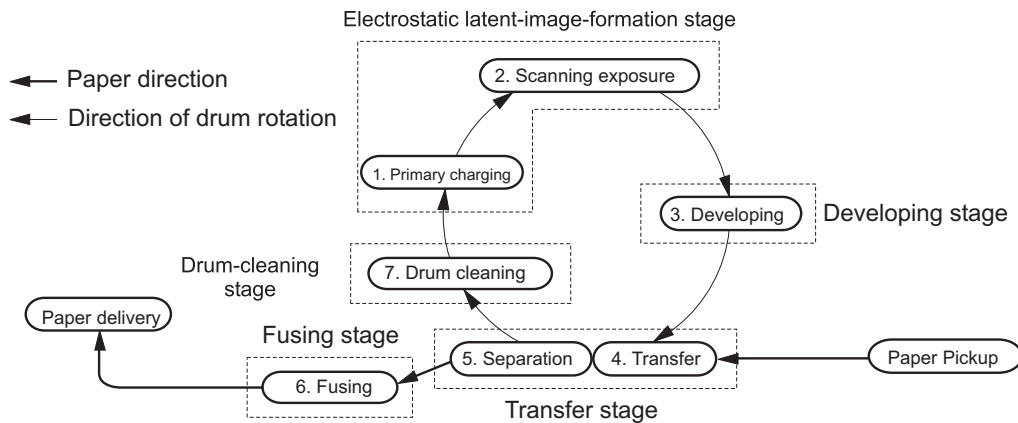 Electrostatic latent-image-formation stage
Paper direction
Direction of drum rotation
2. Scanning exposure
1. Primary charging
3. Developing
Developing stage
7. Drum cleaning
Drum-cleaning
stage
Paper delivery
Fusing stage
5. Separation
4. Transfer
Paper Pickup
6. Fusing
Transfer stage